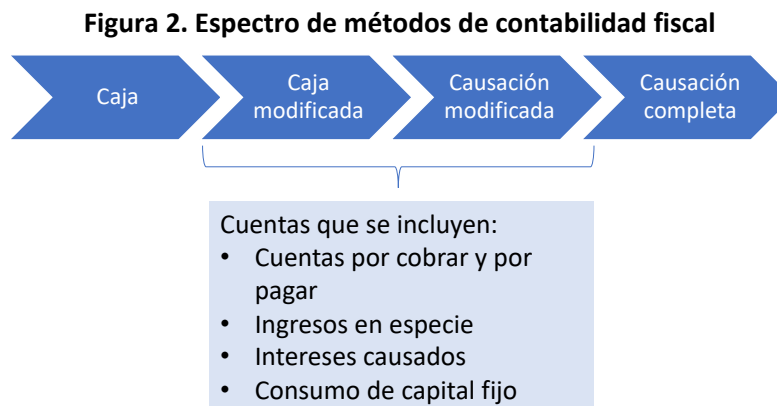 Figura 2. Espectro de métodos de contabilidad fiscal
Caja
Caja
modificada
Causación
modificada
Causación
completa
Cuentas que se incluyen:
• Cuentas por cobrar y por
pagar
• Ingresos en especie
• Intereses causados
• Consumo de capital fijo